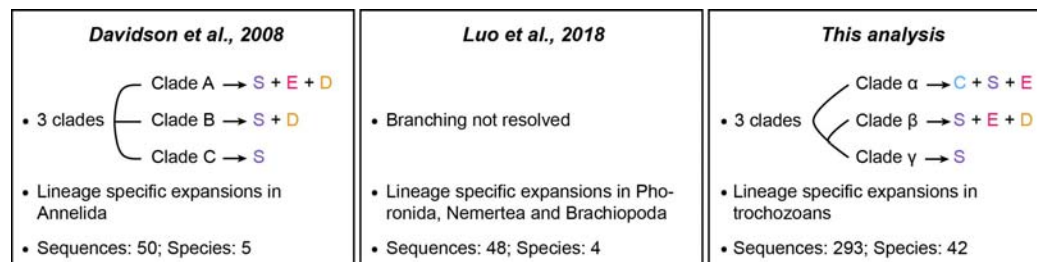 Davidson et al., 2008
Clade A → S + E + D
• 3 clades
Clade B → S + D
Clade C → S
• Lineage specific expansions in
Annelida
• Sequences: 50; Species: 5
Luo et al., 2018
• Branching not resolved
• Lineage specific expansions in Pho-
ronida, Nemertea and Brachiopoda
• Sequences: 48; Species: 4
This analysis
Clade α → C + S + E
• 3 clades
Clade β → S + E + D
Clade γ → S
• Lineage specific expansions in
trochozoans
• Sequences: 293; Species: 42